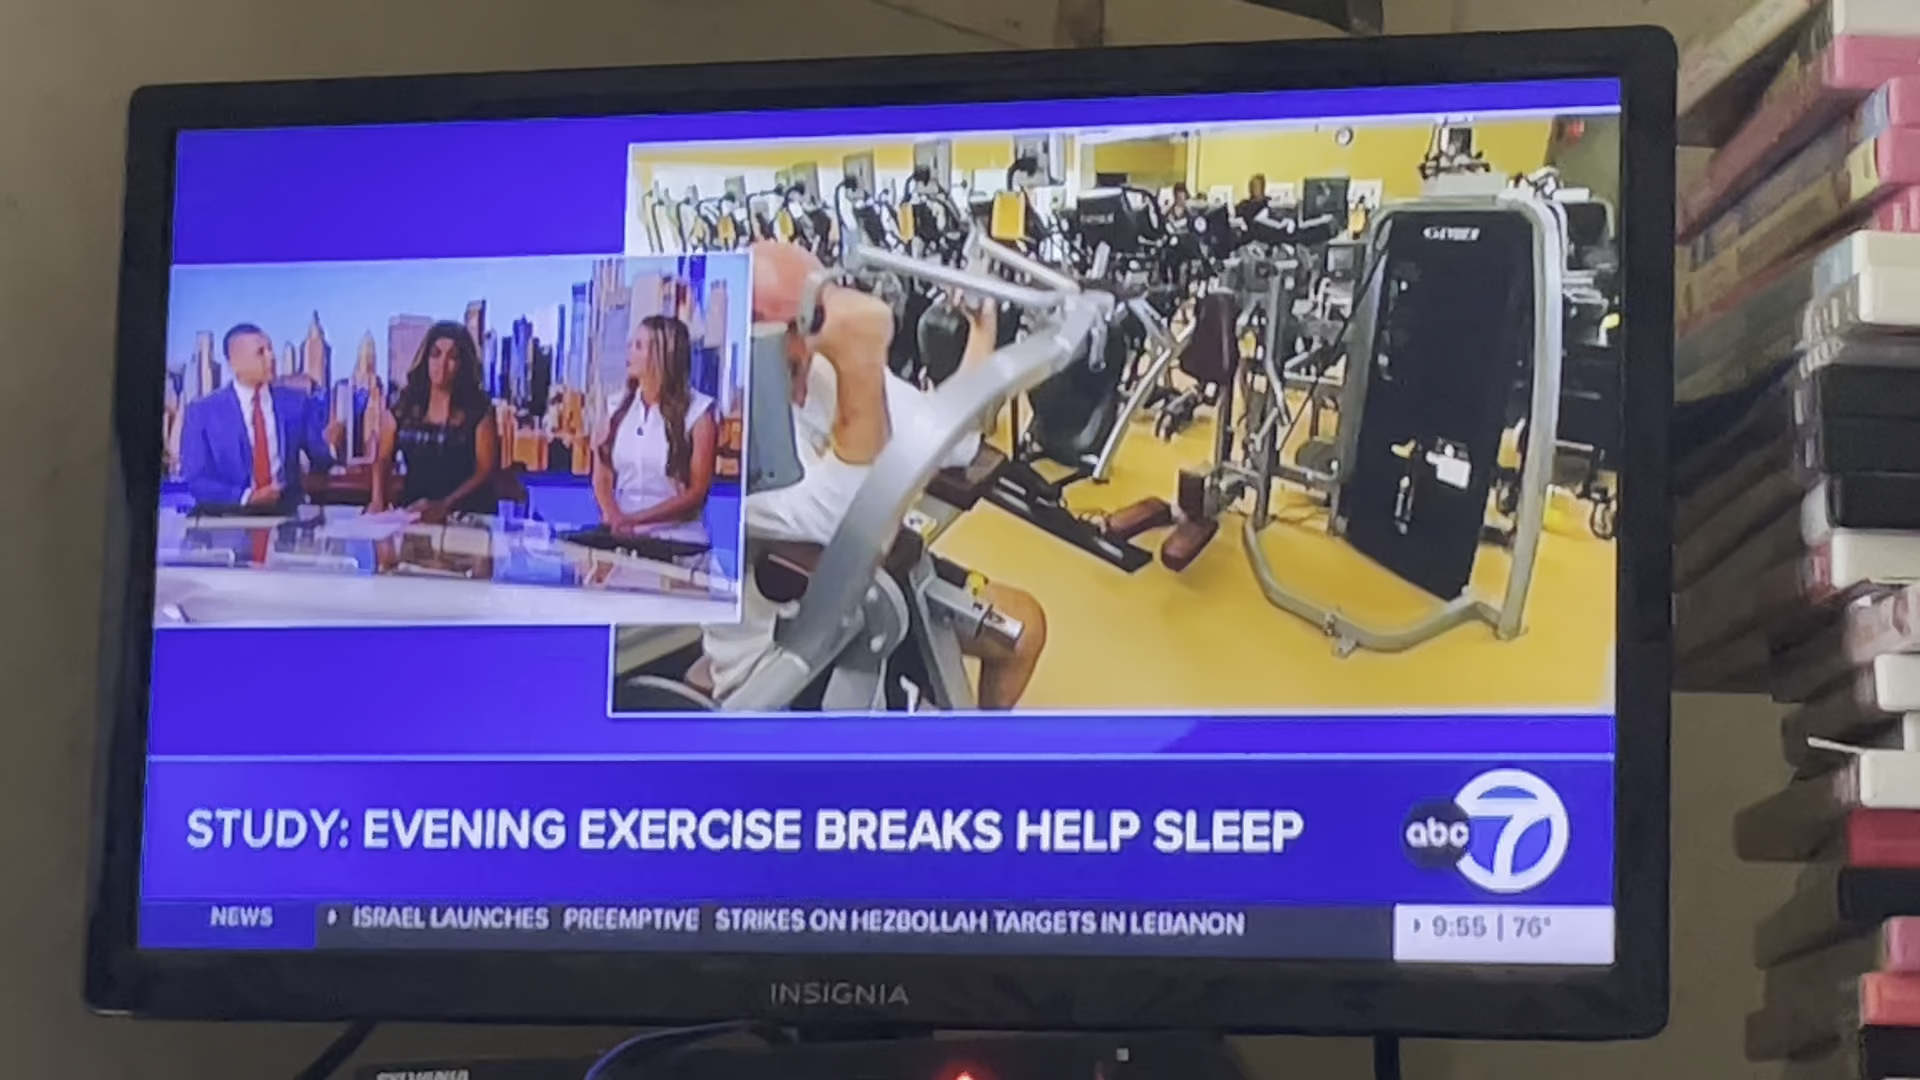 STUDY: EVENING EXERCISE BREAKS HELP SLEEP
abc 7
NEWS
ISRAEL LAUNCHES PREEMPTIVE STRIKES ON HEZBOLLAH TARGETS IN LEBANON
9:55 | 76°
INSIGNIA
SYLVANIA